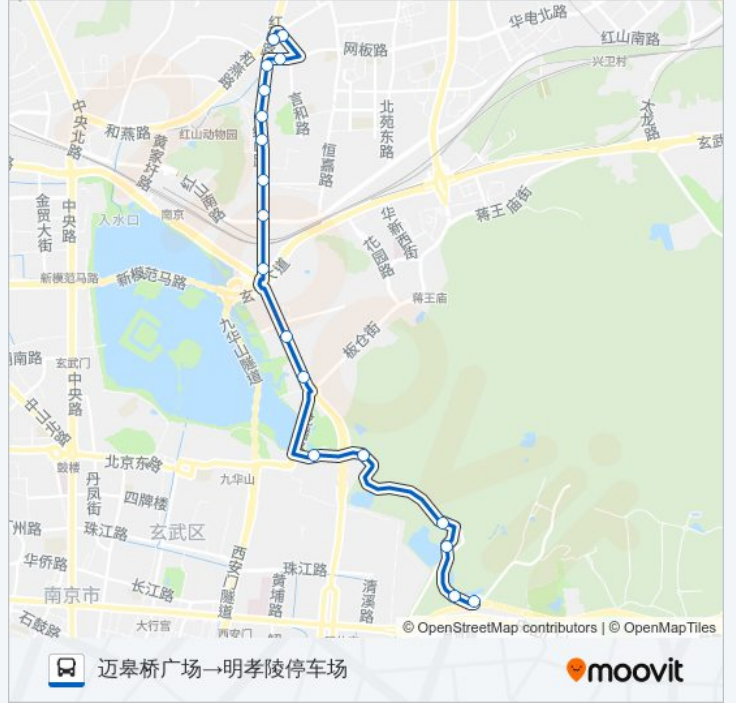 红
华电北路
网板路
红山南路
兴卫村
中央北路
言和路
北苑东路
大龙路
和燕路
红山动物园
黄家圩路
恒嘉路
玄武
红山南路
金贸大街
中央路
入水口
南京
华新西街
蒋王庙街
花园路
新模范马路
新模范马路
玄
大道
蒋王庙
九华山隧道
板仓街
南路
玄武门
中央路
中山北路
鼓楼
北京东路
九华山
丹凤街
四牌楼
广州路
珠江路
玄武区
华侨路
西安门隧道
珠江路
黄埔路
清溪路
南京市
长江路
石鼓路
大行宫
西安门
© OpenStreetMap contributors | © OpenMapTiles
迈皋桥广场→明孝陵停车场
moovit